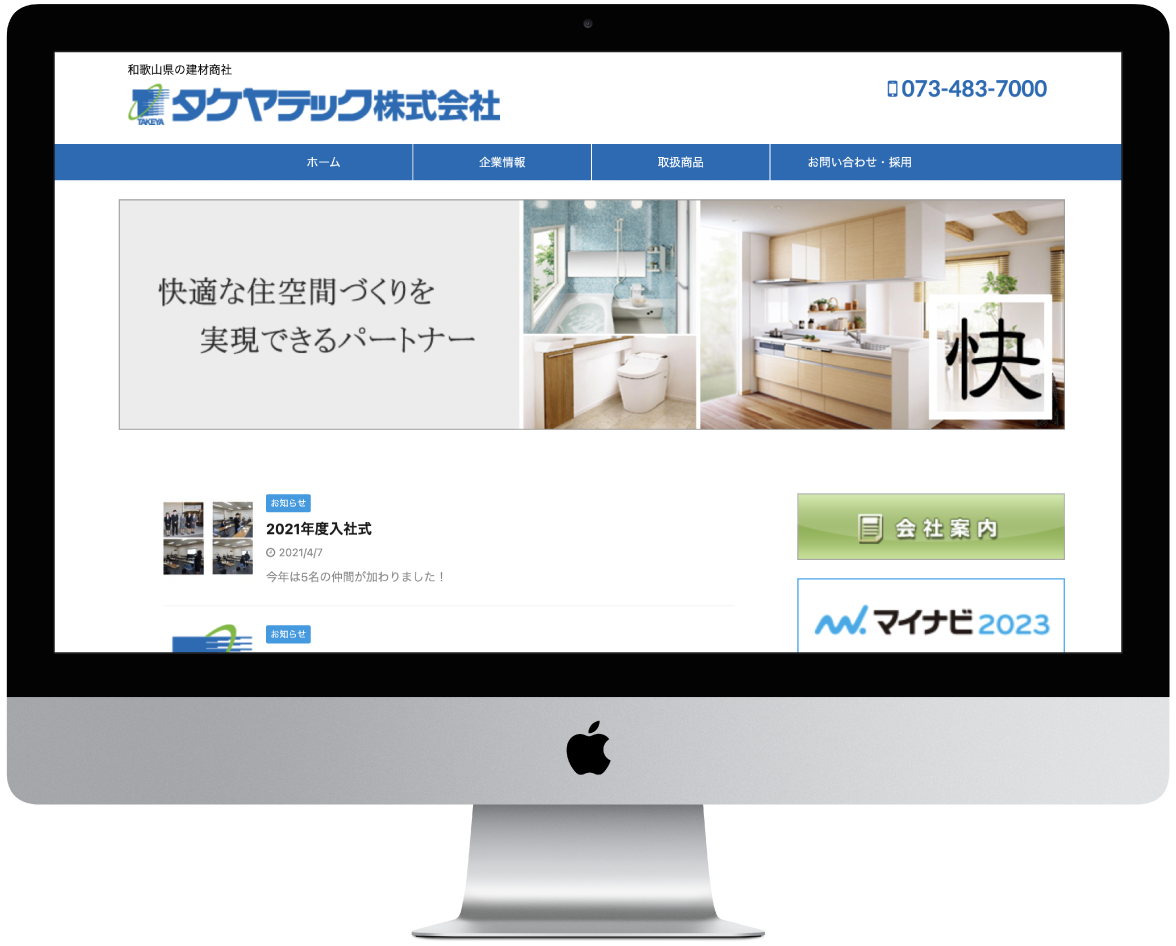 和歌山県の建材商社
TAKEYA
タケヤテック株式会社
073-483-7000
ホーム
企業情報
取扱商品
お問い合わせ・採用
快適な住空間づくりを
実現できるパートナー
快
お知らせ
2021年度入社式
2021/4/7
今年は5名の仲間が加わりました！
お知らせ
会社案内
マイナビ2023